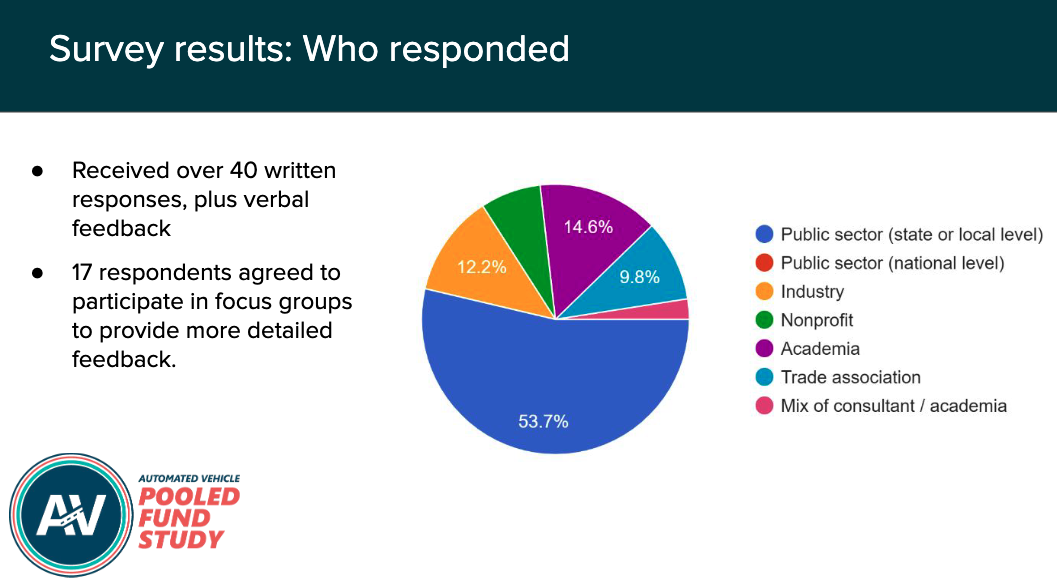 Survey results: Who responded
● Received over 40 written
responses, plus verbal
feedback
● 17 respondents agreed to
participate in focus groups
to provide more detailed
feedback.
14.6%
12.2%
9.8%
53.7%
Public sector (state or local level)
Public sector (national level)
Industry
Nonprofit
Academia
Trade association
Mix of consultant / academia
AV
AUTOMATED VEHICLE
POOLED
FUND
STUDY